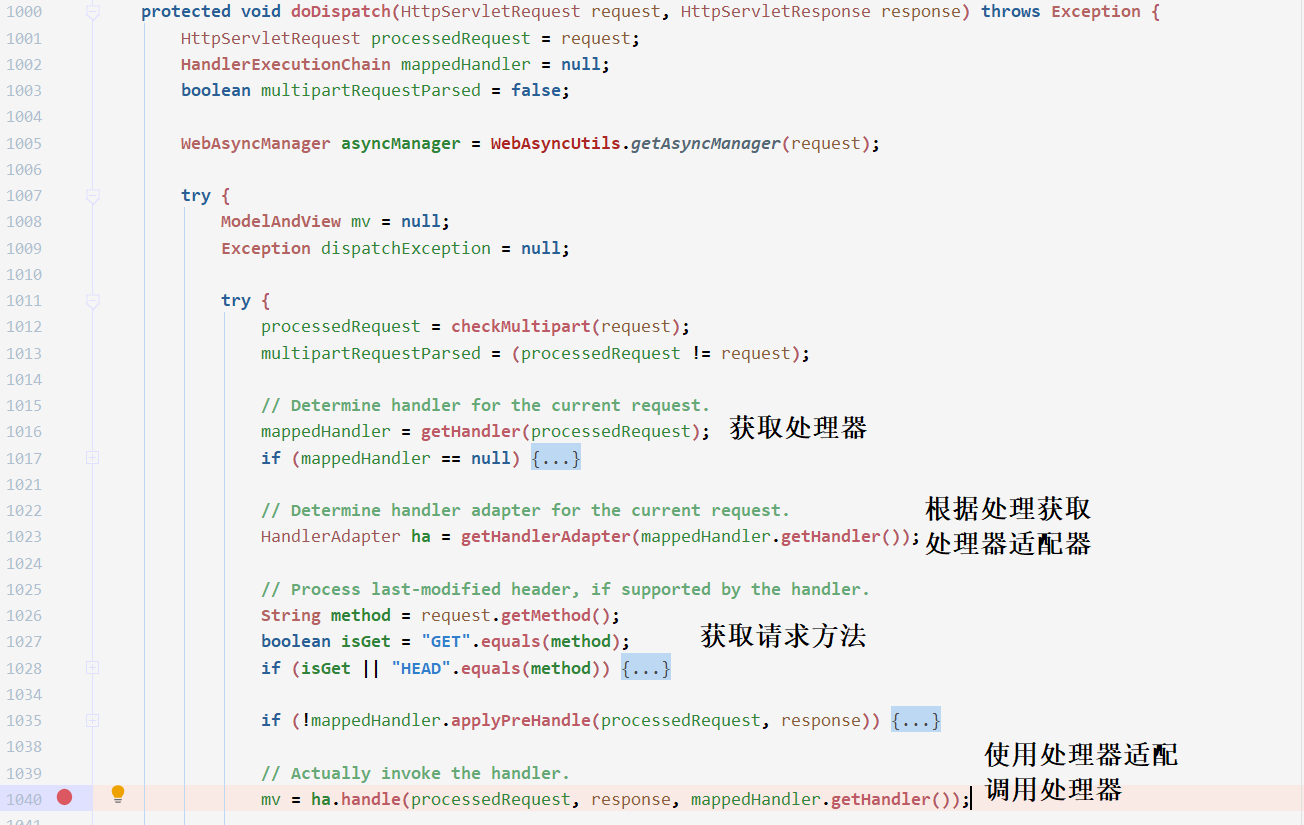 1000 protected void doDispatch(HttpServletRequest request, HttpServletResponse response) throws Exception {
1001 HttpServletRequest processedRequest = request;
1002 HandlerExecutionChain mappedHandler = null;
1003 boolean multipartRequestParsed = false;
1004
1005 WebAsyncManager asyncManager = WebAsyncUtils.getAsyncManager(request);
1006
1007 try {
1008 ModelAndView mv = null;
1009 Exception dispatchException = null;
1010
1011 try {
1012 processedRequest = checkMultipart(request);
1013 multipartRequestParsed = (processedRequest != request);
1014
1015 // Determine handler for the current request.
1016 mappedHandler = getHandler(processedRequest); 获取处理器
1017 if (mappedHandler == null) {...}
1021
1022 // Determine handler adapter for the current request.
根据处理获取
1023 HandlerAdapter ha = getHandlerAdapter(mappedHandler.getHandler());
处理器适配器
1024
1025 // Process last-modified header, if supported by the handler.
1026 String method = request.getMethod();
1027 boolean isGet = "GET".equals(method); 获取请求方法
1028 if (isGet || "HEAD".equals(method)) {...}
1034
1035 if (!mappedHandler.applyPreHandle(processedRequest, response)) {...}
1038
使用处理器适配
1039 // Actually invoke the handler.
1040 mv = ha.handle(processedRequest, response, mappedHandler.getHandler()); 调用处理器
1041